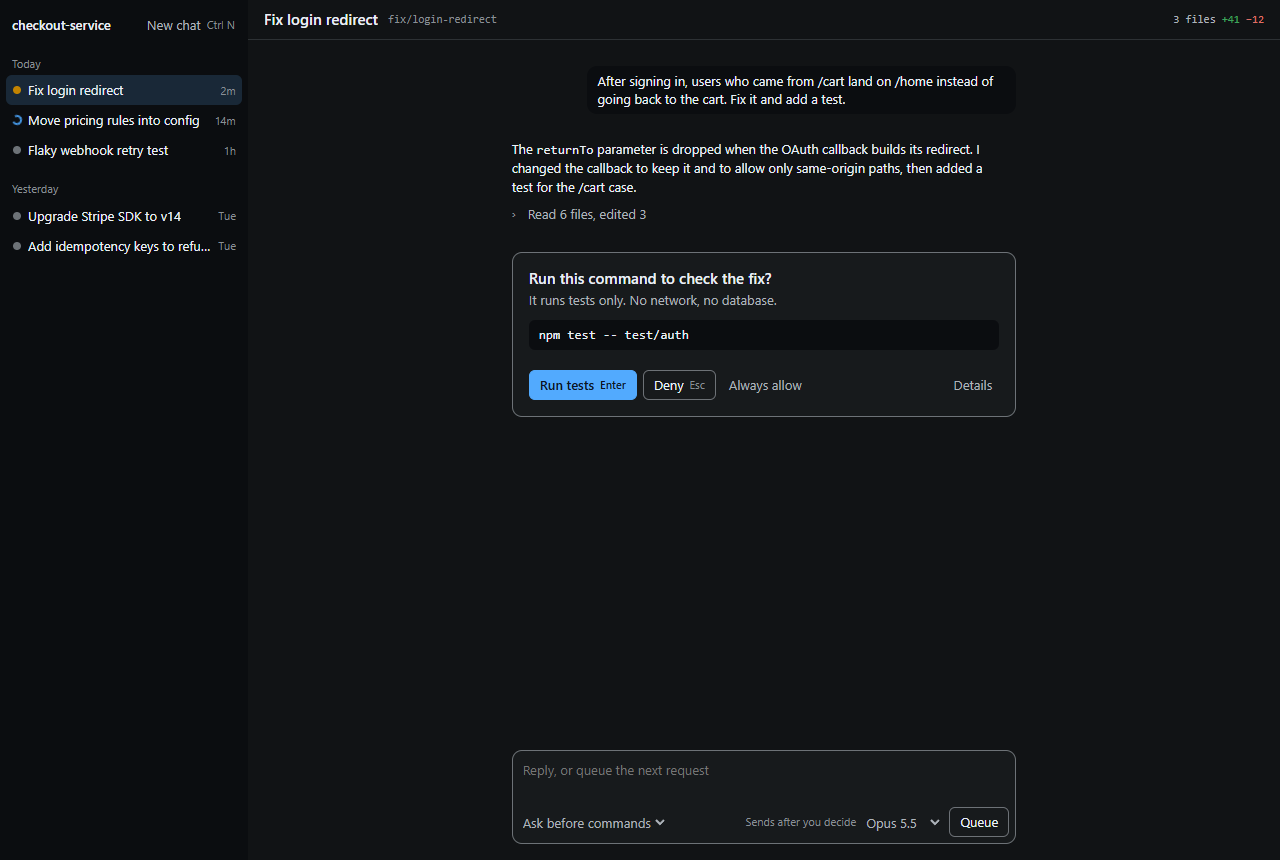 checkout-service New chat Ctrl N
Today
Fix login redirect 2m
Move pricing rules into config 14m
Flaky webhook retry test 1h
Yesterday
Upgrade Stripe SDK to v14 Tue
Add idempotency keys to refu... Tue
Fix login redirect fix/login-redirect 3 files +41 −12
After signing in, users who came from /cart land on /home instead of
going back to the cart. Fix it and add a test.
The returnTo parameter is dropped when the OAuth callback builds its redirect. I
changed the callback to keep it and to allow only same-origin paths, then added a
test for the /cart case.
› Read 6 files, edited 3
Run this command to check the fix?
It runs tests only. No network, no database.
npm test -- test/auth
Run tests Enter Deny Esc Always allow Details
Reply, or queue the next request
Ask before commands Sends after you decide Opus 5.5 Queue